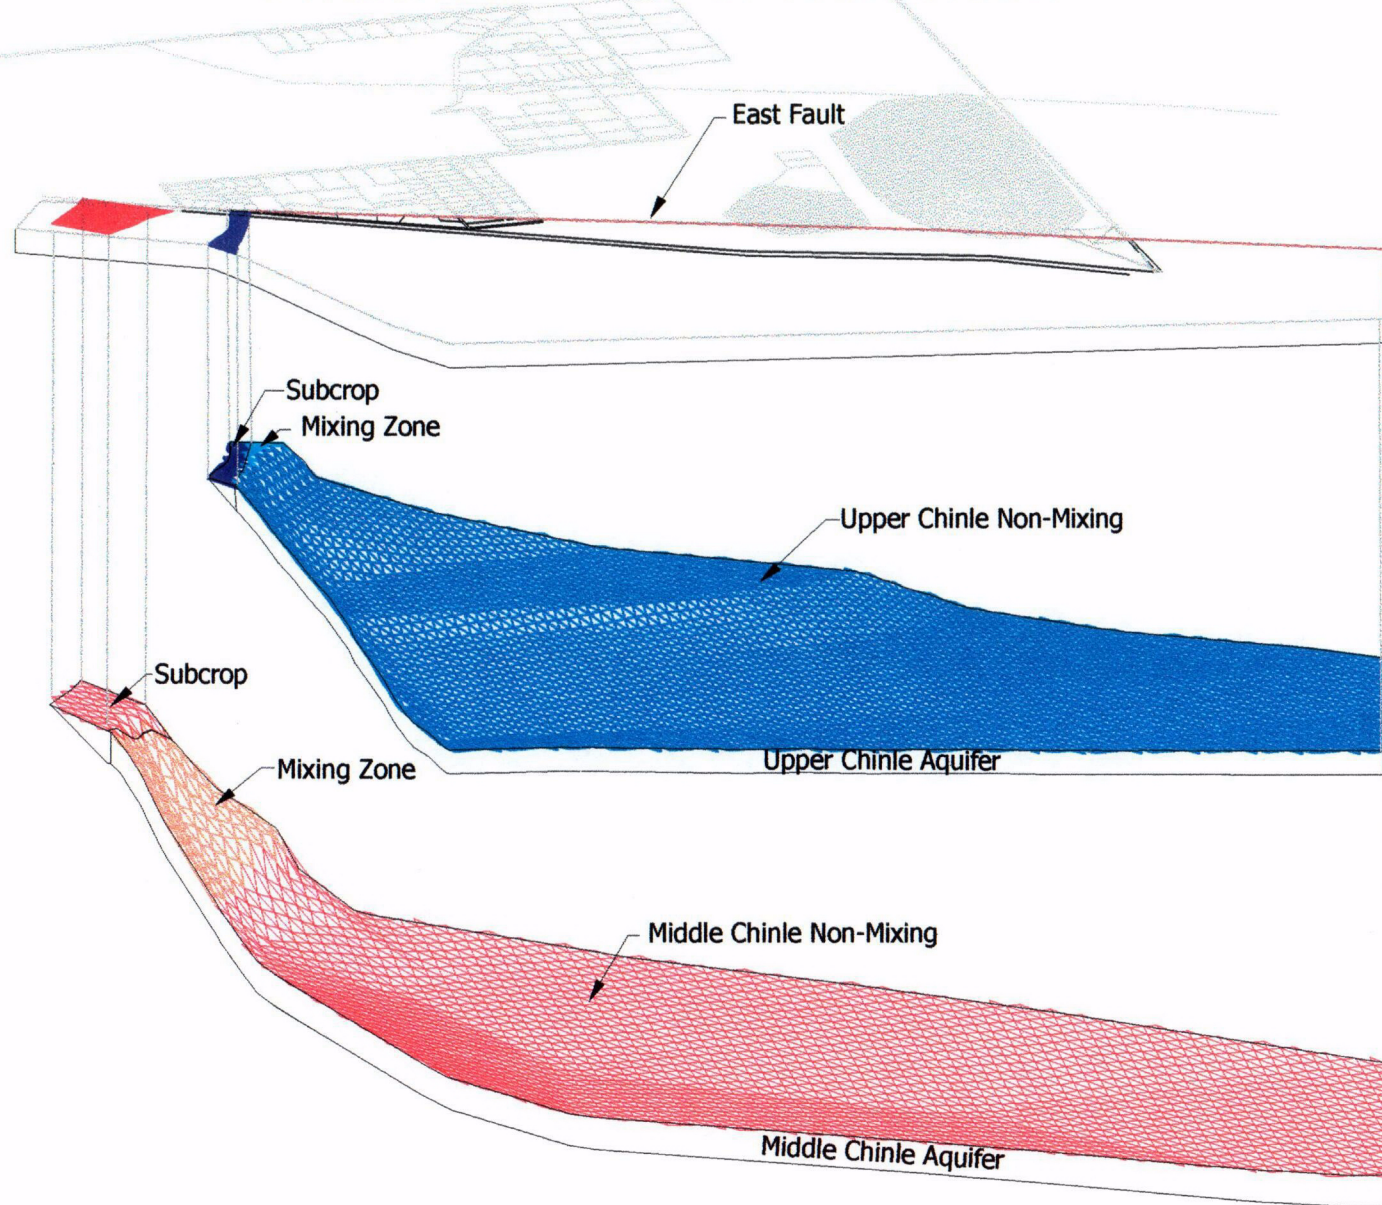 East Fault
Subcrop
Mixing Zone
Upper Chinle Non-Mixing
Subcrop
Upper Chinle Aquifer
Mixing Zone
Middle Chinle Non-Mixing
Middle Chinle Aquifer